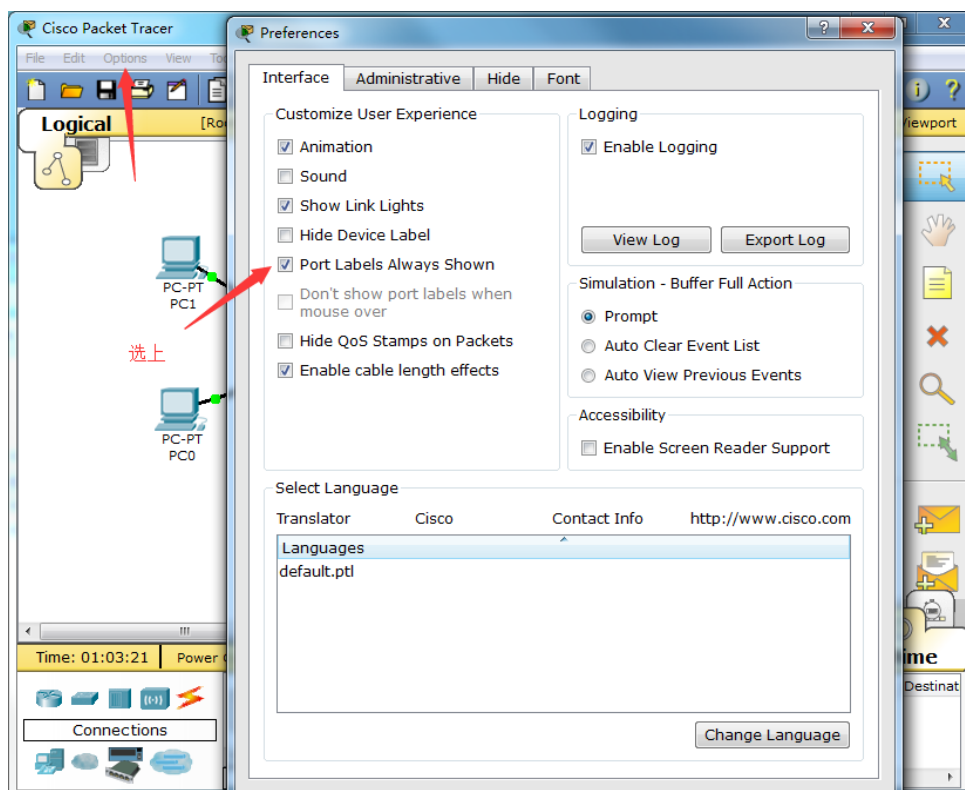 Cisco Packet Tracer
File Edit Options View
Logical
PC-PT
PC1
选上
PC-PT
PC0
Time: 01:03:21 Power
Connections
Preferences
Interface Administrative Hide Font
Customize User Experience
Animation
Sound
Show Link Lights
Hide Device Label
Port Labels Always Shown
Don't show port labels when
mouse over
Hide QoS Stamps on Packets
Enable cable length effects
Logging
Enable Logging
View Log Export Log
Simulation - Buffer Full Action
Prompt
Auto Clear Event List
Auto View Previous Events
Accessibility
Enable Screen Reader Support
Select Language
Translator Cisco Contact Info http://www.cisco.com
Languages
default.ptl
Change Language